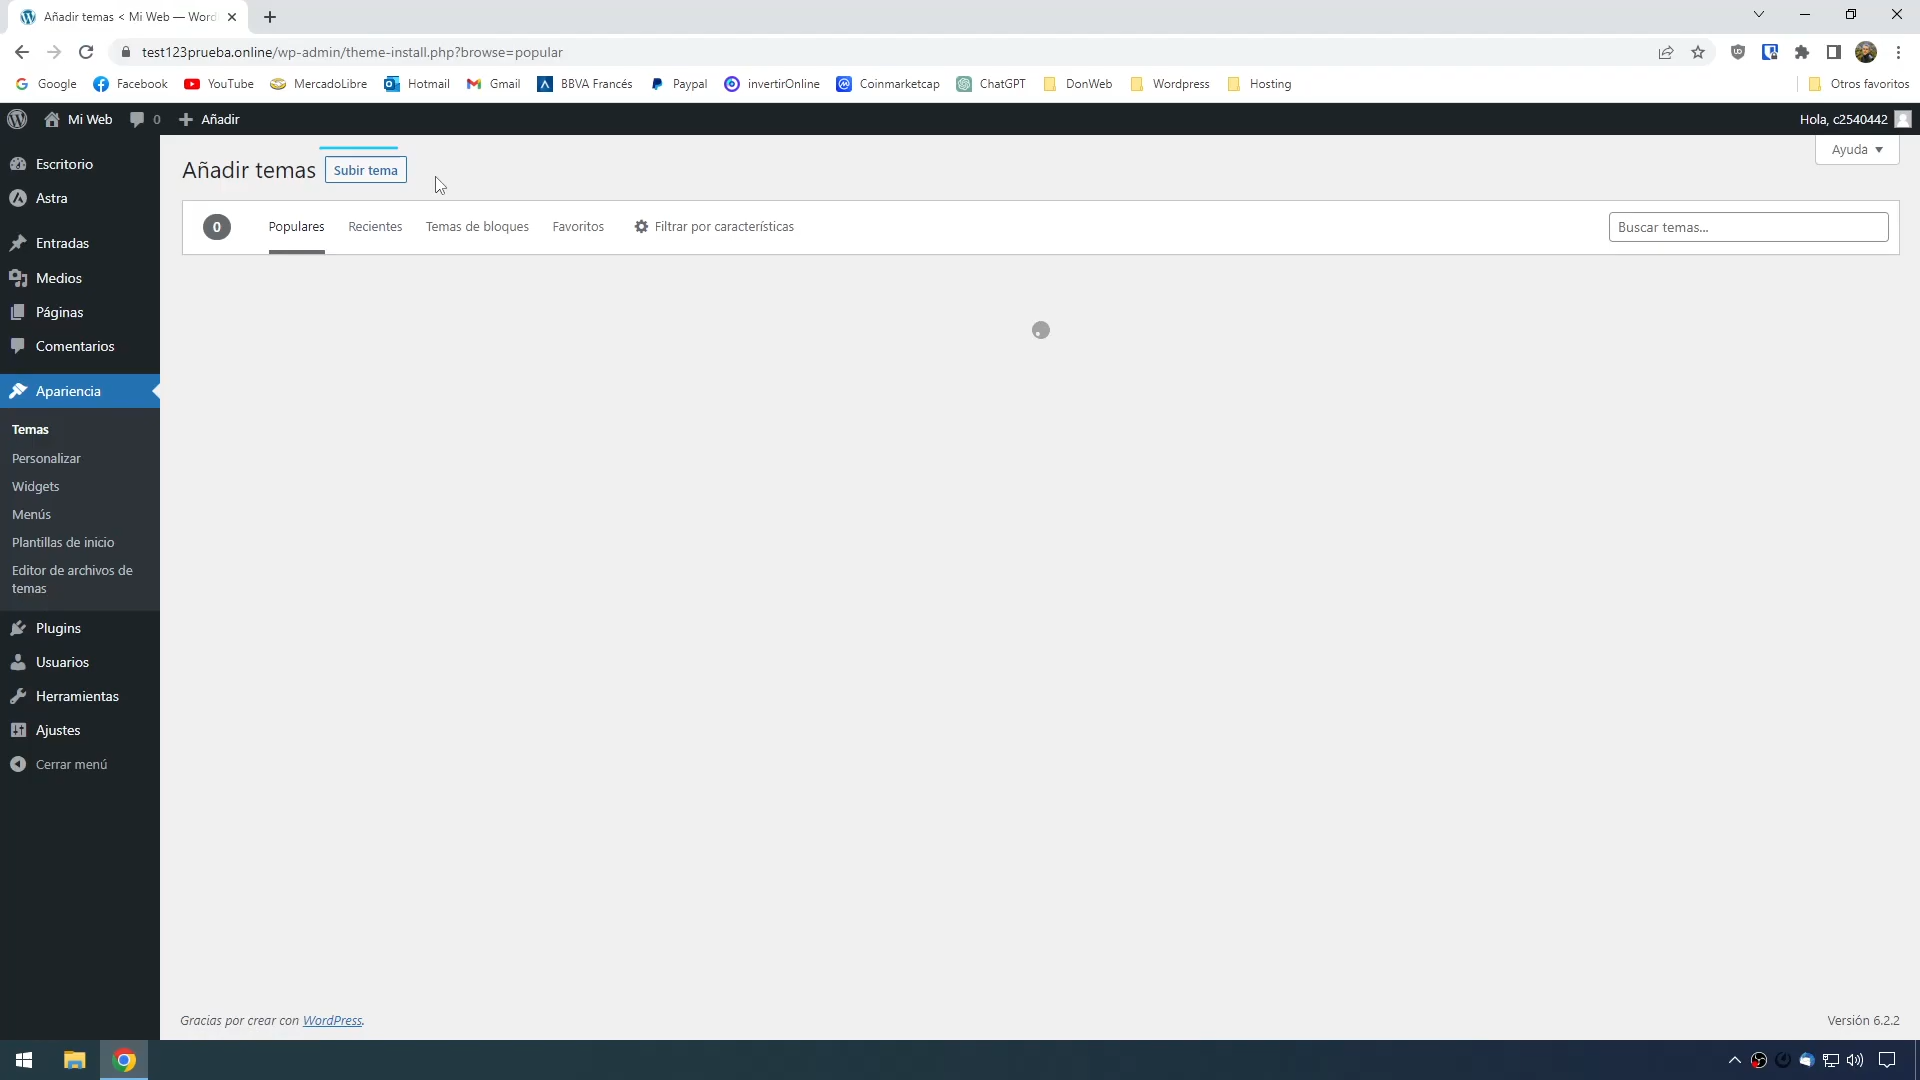 Añadir temas < Mi Web — Word
test123prueba.online/wp-admin/theme-install.php?browse=popular
Google
Facebook
YouTube
MercadoLibre
Hotmail
Gmail
BBVA Francés
Paypal
invertirOnline
Coinmarketcap
ChatGPT
DonWeb
Wordpress
Hosting
Otros favoritos
Mi Web
0
Añadir
Hola, c2540442
Escritorio
Astra
Entradas
Medios
Páginas
Comentarios
Apariencia
Temas
Personalizar
Widgets
Menús
Plantillas de inicio
Editor de archivos de
temas
Plugins
Usuarios
Herramientas
Ajustes
Cerrar menú
Añadir temas
Subir tema
Ayuda
0
Populares
Recientes
Temas de bloques
Favoritos
Filtrar por características
Buscar temas...
Gracias por crear con WordPress.
Versión 6.2.2